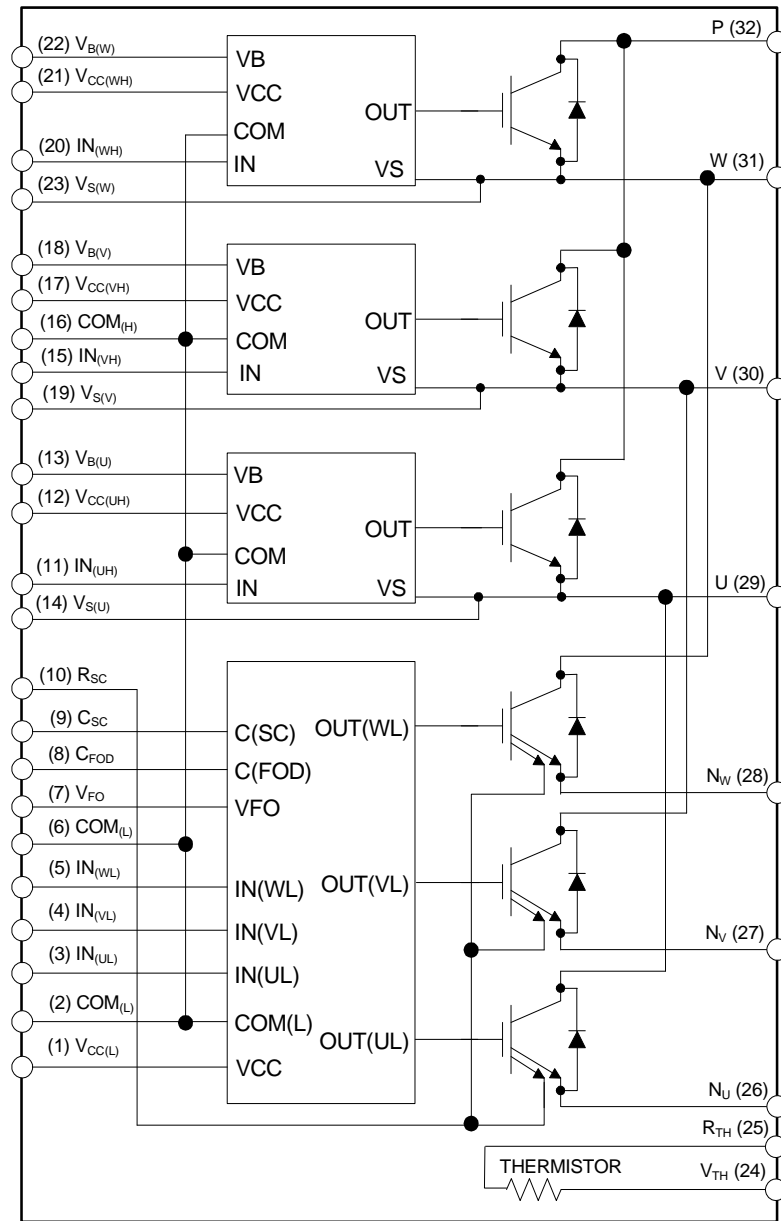 (22) VB(W)
(21) VCC(WH)
(20) IN(WH)
(23) VS(W)
VB
VCC
COM
IN
OUT
VS
P (32)
W (31)
(18) VB(V)
(17) VCC(VH)
(16) COM(H)
(15) IN(VH)
(19) VS(V)
VB
VCC
COM
IN
OUT
VS
V (30)
(13) VB(U)
(12) VCC(UH)
(11) IN(UH)
(14) VS(U)
VB
VCC
COM
IN
OUT
VS
U (29)
(10) RSC
(9) CSC
(8) CFOD
(7) VFO
(6) COM(L)
(5) IN(WL)
(4) IN(VL)
(3) IN(UL)
(2) COM(L)
(1) VCC(L)
C(SC)
C(FOD)
VFO
IN(WL)
IN(VL)
IN(UL)
COM(L)
VCC
OUT(WL)
OUT(VL)
OUT(UL)
NW (28)
NV (27)
NU (26)
RTH (25)
THERMISTOR
VTH (24)